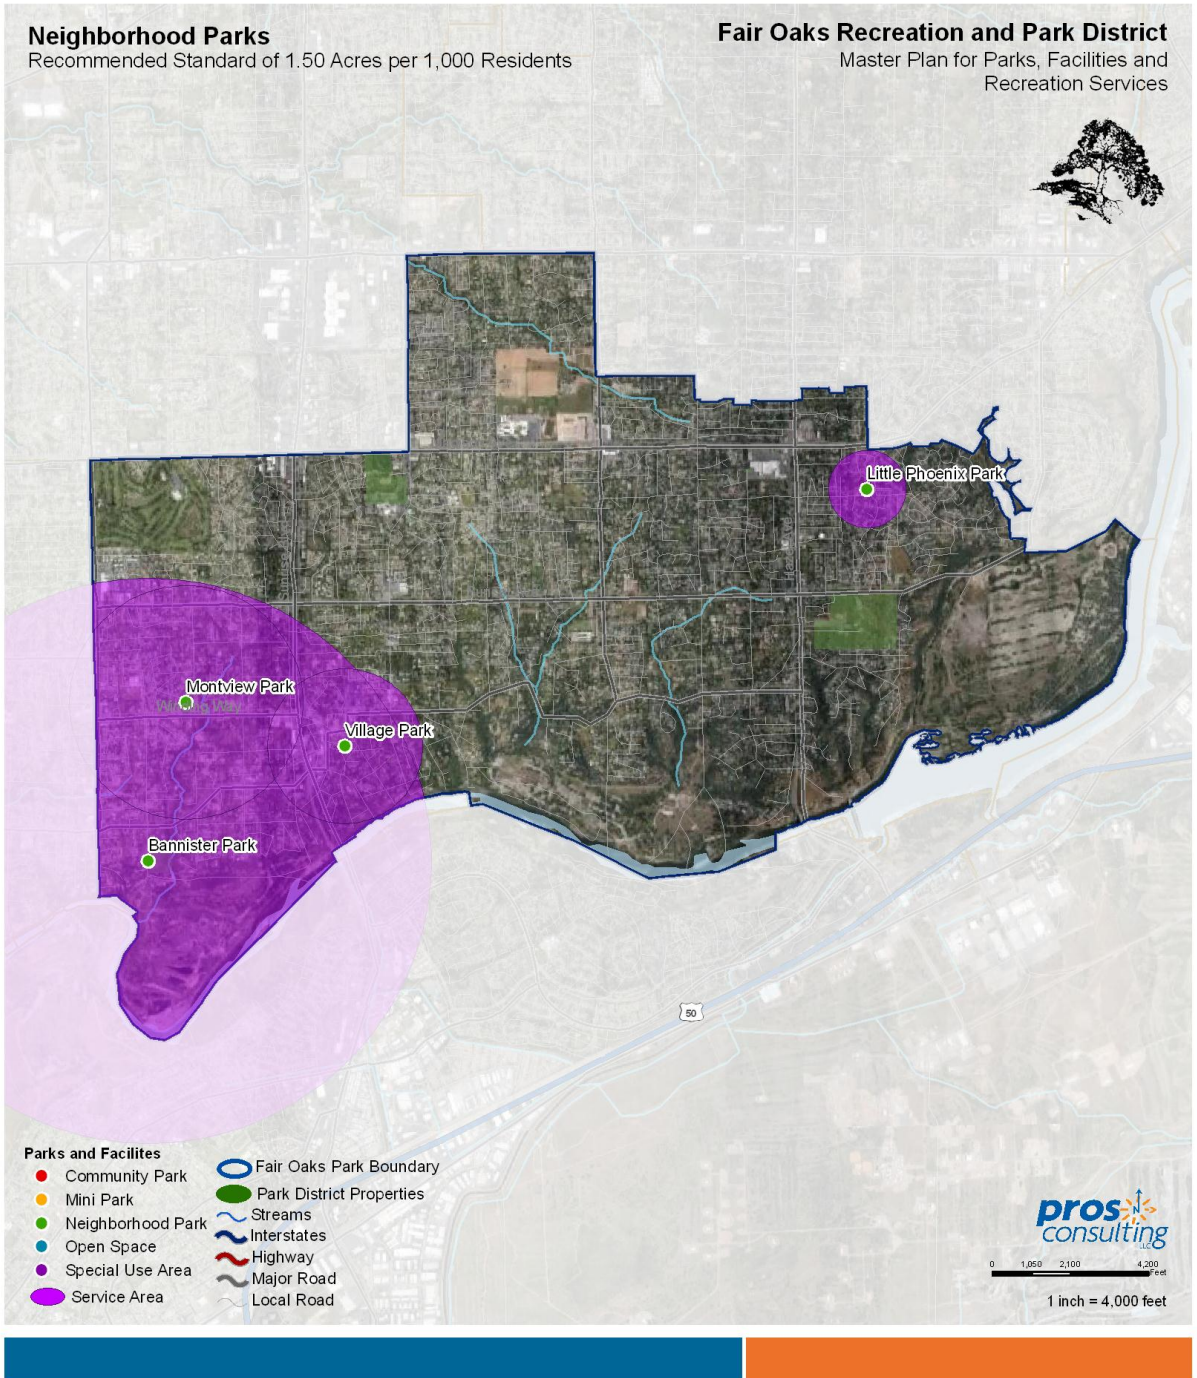 Neighborhood Parks
Recommended Standard of 1.50 Acres per 1,000 Residents
Fair Oaks Recreation and Park District
Master Plan for Parks, Facilities and
Recreation Services
Little Phoenix Park
Montview Park
Winding Way
Village Park
Bannister Park
50
Parks and Facilites
Community Park
Mini Park
Neighborhood Park
Open Space
Special Use Area
Service Area
Fair Oaks Park Boundary
Park District Properties
Streams
Interstates
Highway
Major Road
Local Road
pros
consulting
LLC
N
0 1,050 2,100 4,200
Feet
1 inch = 4,000 feet